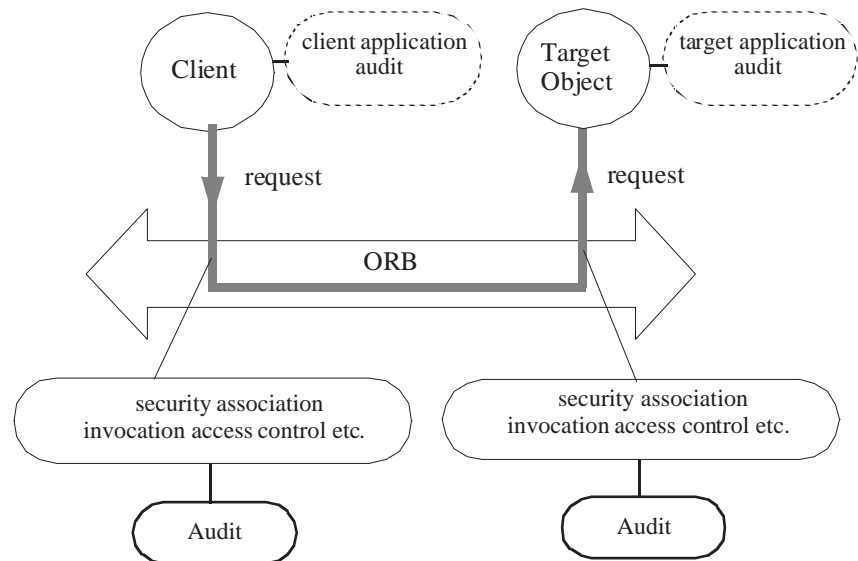 Client
client application
audit
Target
Object
target application
audit
request
request
ORB
security association
invocation access control etc.
security association
invocation access control etc.
Audit
Audit